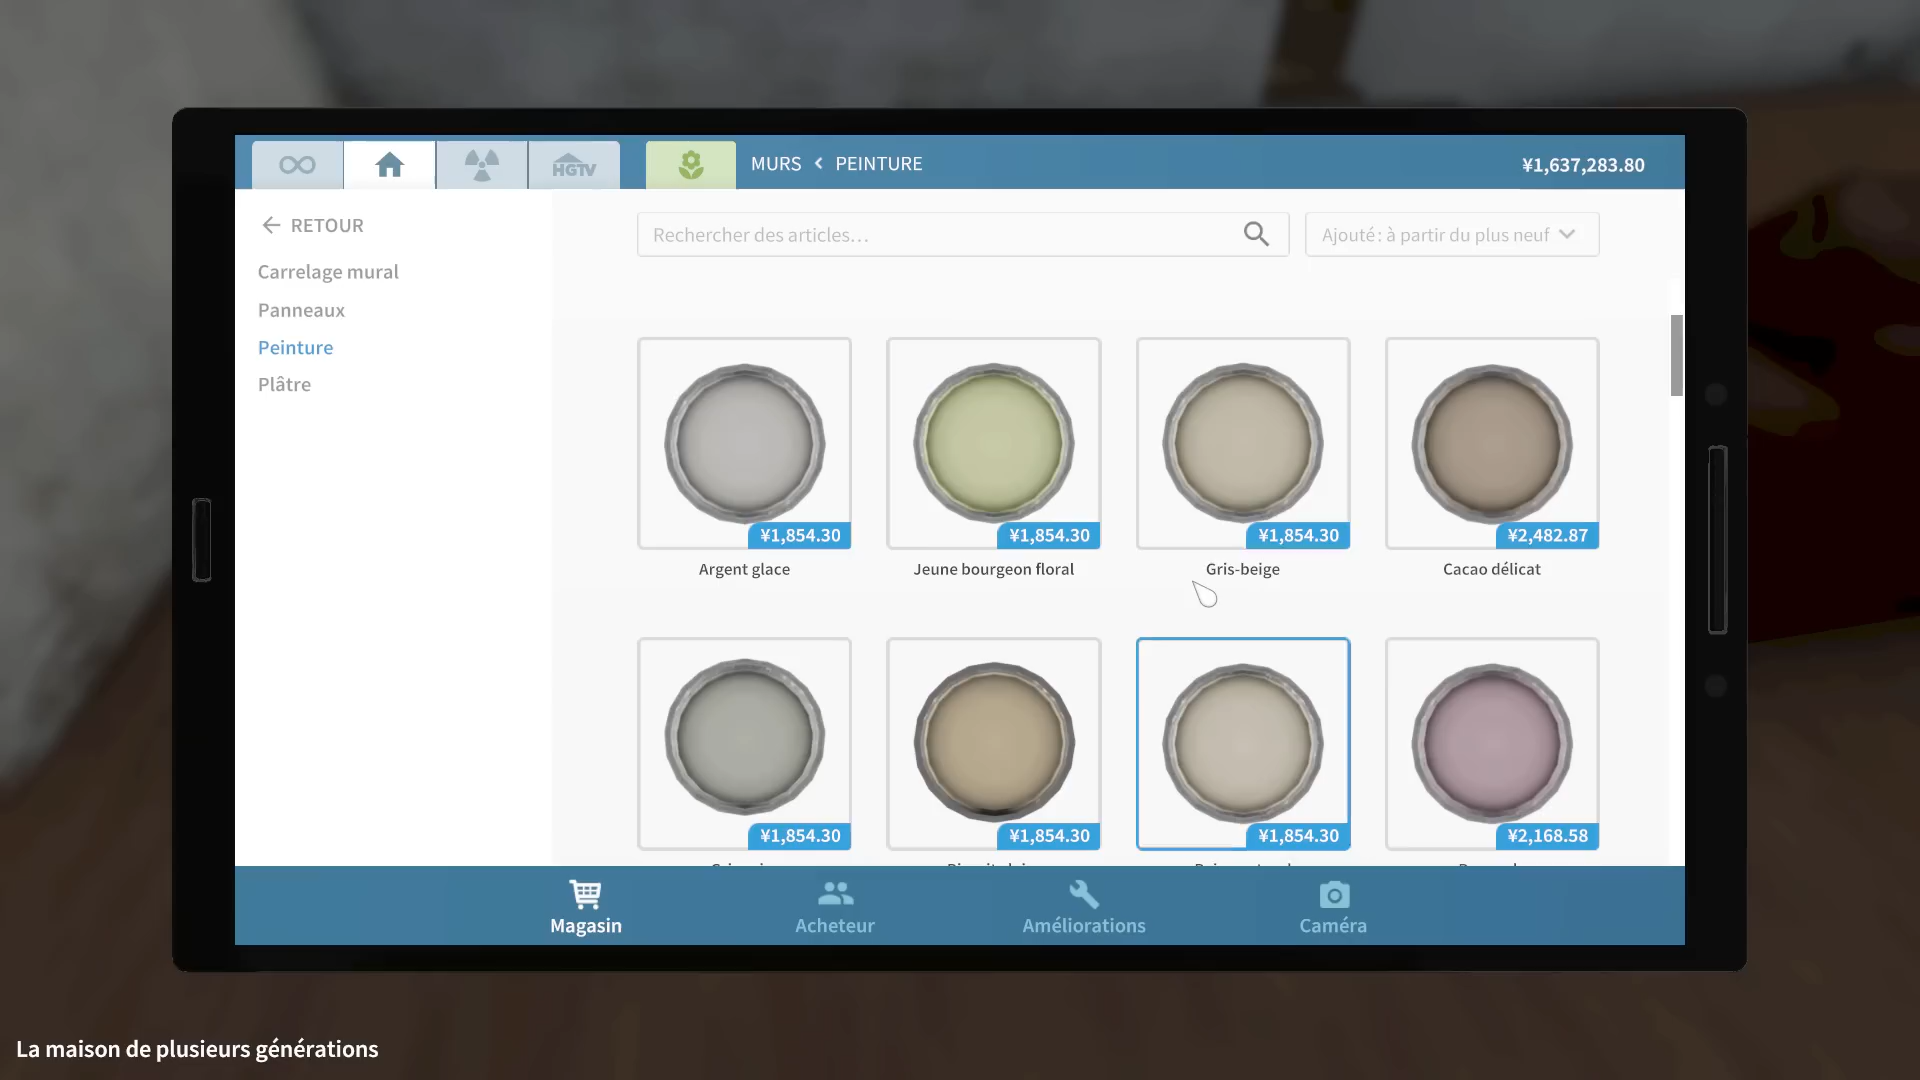 HGTV
MURS < PEINTURE
¥1,637,283.80
RETOUR
Carrelage mural
Panneaux
Peinture
Plâtre
Rechercher des articles...
Ajouté : à partir du plus neuf
¥1,854.30
¥1,854.30
¥1,854.30
¥2,482.87
Argent glace
Jeune bourgeon floral
Gris-beige
Cacao délicat
¥1,854.30
¥1,854.30
¥1,854.30
¥2,168.58
Magasin
Acheteur
Améliorations
Caméra
La maison de plusieurs générations